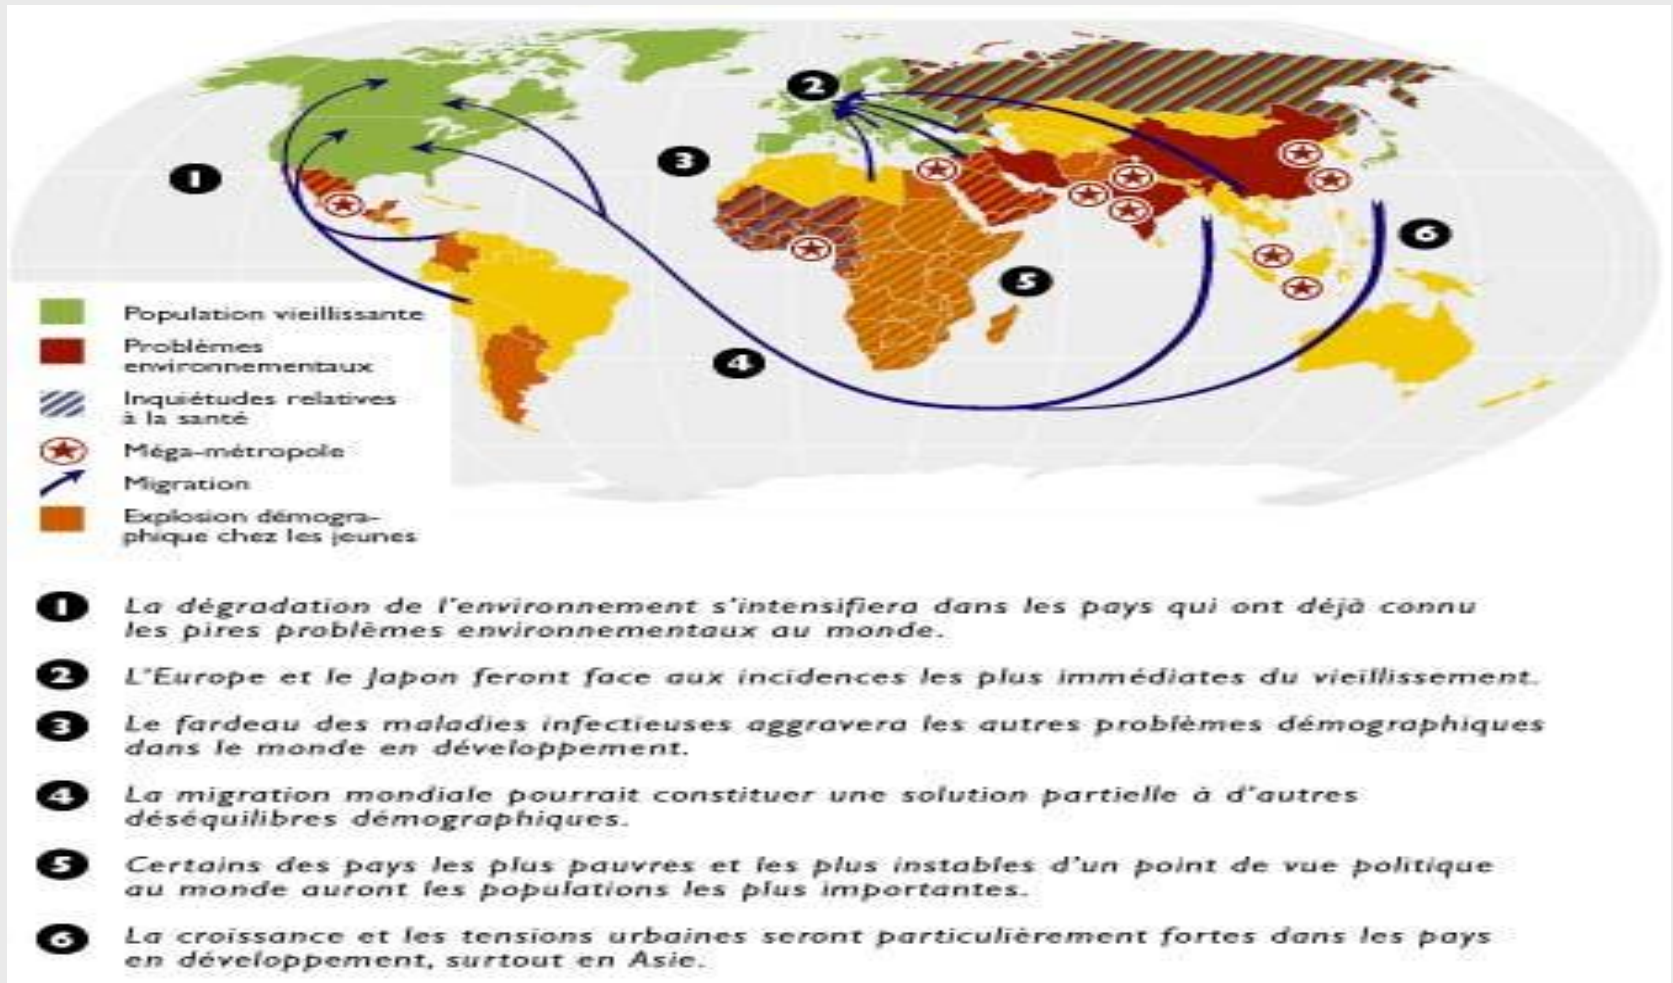 1
2
3
4
5
6
Population vieillissante
Problèmes
environnementaux
Inquiétudes relatives
à la santé
Méga-métropole
Migration
Explosion démogra-
phique chez les jeunes
1 La dégradation de l'environnement s'intensifiera dans les pays qui ont déjà connu
les pires problèmes environnementaux au monde.
2 L'Europe et le Japon feront face aux incidences les plus immédiates du vieillissement.
3 Le fardeau des maladies infectieuses aggravera les autres problèmes démographiques
dans le monde en développement.
4 La migration mondiale pourrait constituer une solution partielle à d'autres
déséquilibres démographiques.
5 Certains des pays les plus pauvres et les plus instables d'un point de vue politique
au monde auront les populations les plus importantes.
6 La croissance et les tensions urbaines seront particulièrement fortes dans les pays
en développement, surtout en Asie.